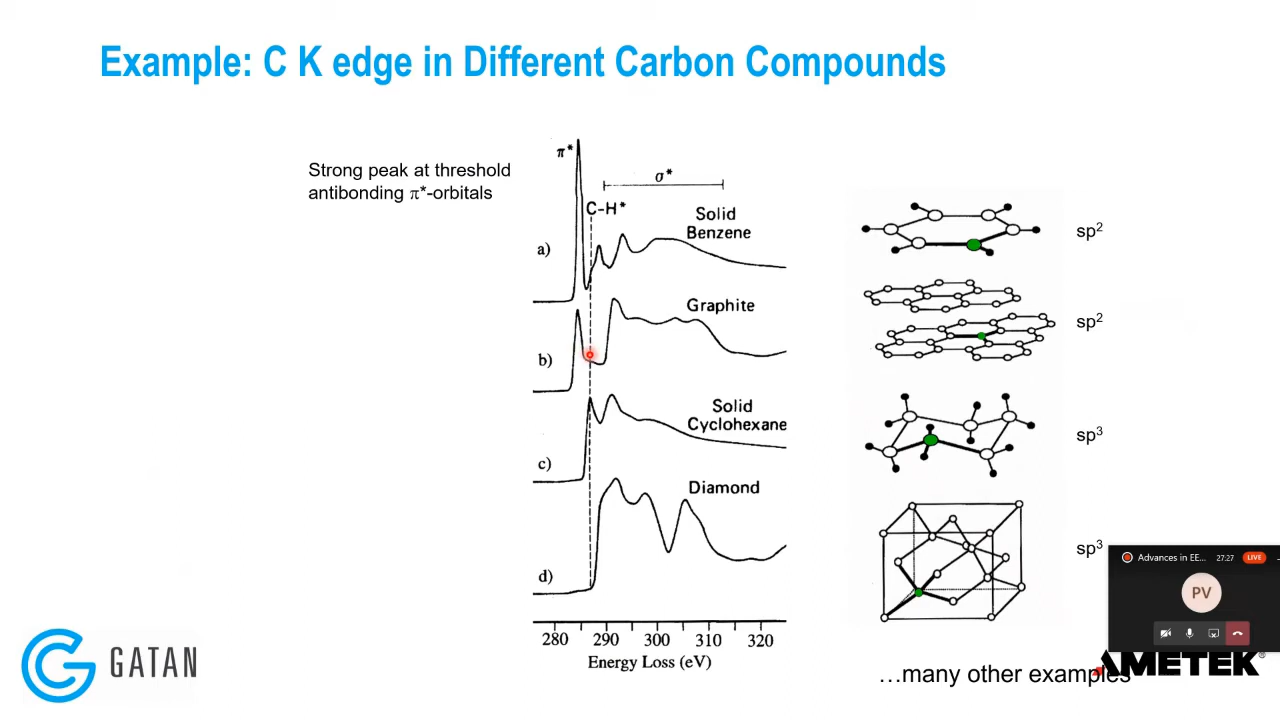 Example: C K edge in Different Carbon Compounds
Strong peak at threshold
antibonding π*-orbitals
π*
σ*
C-H*
Solid
Benzene
a)
Graphite
b)
Solid
Cyclohexane
c)
Diamond
d)
280 290 300 310 320
Energy Loss (eV)
sp²
sp²
sp³
sp³
Advances in EE... 27:27 LIVE
PV
GATAN
AMETEK®
...many other examples